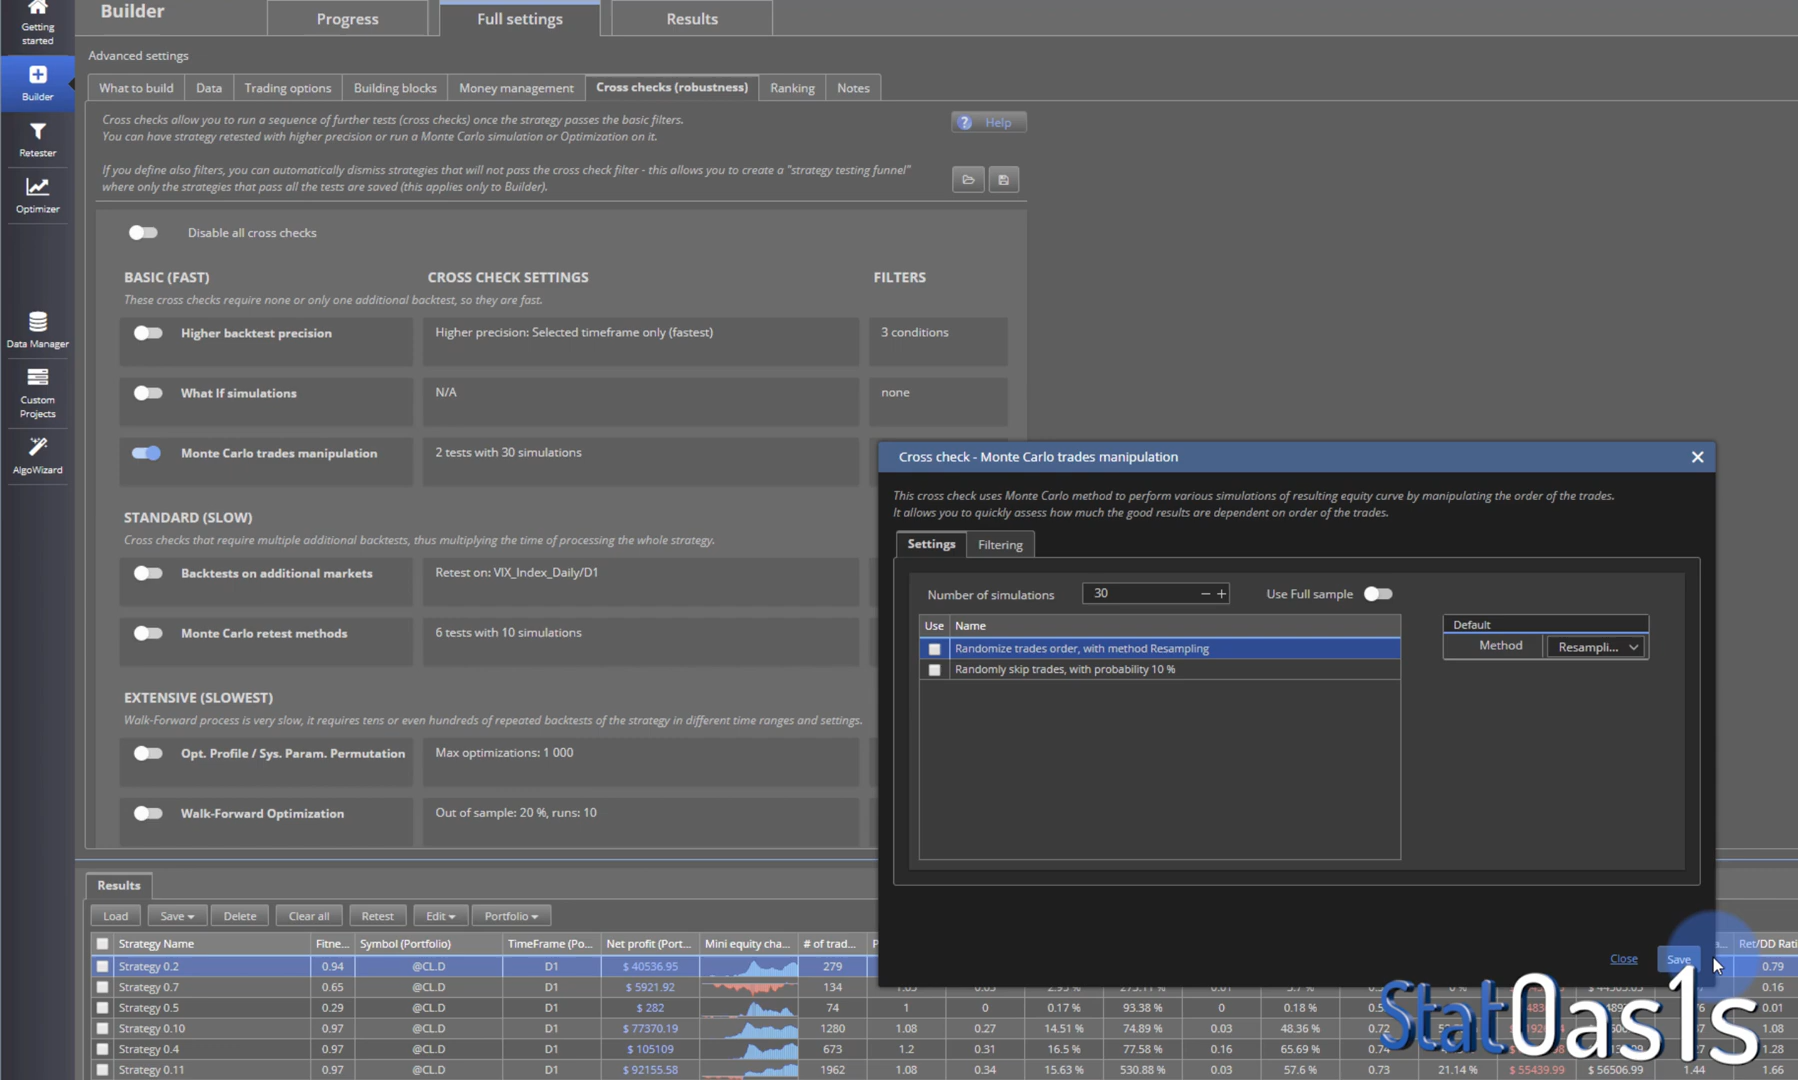 Getting
started
Builder
Retester
Optimizer
Data Manager
Custom
Projects
AlgoWizard
Builder
Progress
Full settings
Results
Advanced settings
What to build
Data
Trading options
Building blocks
Money management
Cross checks (robustness)
Ranking
Notes
Cross checks allow you to run a sequence of further tests (cross checks) once the strategy passes the basic filters.
You can have strategy retested with higher precision or run a Monte Carlo simulation or Optimization on it.
? Help
If you define also filters, you can automatically dismiss strategies that will not pass the cross check filter - this allows you to create a "strategy testing funnel"
where only the strategies that pass all the tests are saved (this applies only to Builder).
Disable all cross checks
BASIC (FAST)
CROSS CHECK SETTINGS
FILTERS
These cross checks require none or only one additional backtest, so they are fast.
Higher backtest precision
Higher precision: Selected timeframe only (fastest)
3 conditions
What If simulations
N/A
none
Monte Carlo trades manipulation
2 tests with 30 simulations
STANDARD (SLOW)
Cross checks that require multiple additional backtests, thus multiplying the time of processing the whole strategy.
Backtests on additional markets
Retest on: VIX_Index_Daily/D1
Monte Carlo retest methods
6 tests with 10 simulations
EXTENSIVE (SLOWEST)
Walk-Forward process is very slow, it requires tens or even hundreds of repeated backtests of the strategy in different time ranges and settings.
Opt. Profile / Sys. Param. Permutation
Max optimizations: 1 000
Walk-Forward Optimization
Out of sample: 20 %, runs: 10
Cross check - Monte Carlo trades manipulation
This cross check uses Monte Carlo method to perform various simulations of resulting equity curve by manipulating the order of the trades.
It allows you to quickly assess how much the good results are dependent on order of the trades.
Settings
Filtering
Number of simulations
30
Use Full sample
Use Name
Randomize trades order, with method Resampling
Randomly skip trades, with probability 10 %
Default
Method
Resampli...
Close
Save
Results
Load
Save
Delete
Clear all
Retest
Edit
Portfolio
Strategy Name Fitne... Symbol (Portfolio) TimeFrame (Po... Net profit (Port... Mini equity cha... # of trad... Ret/DD Rati
Strategy 0.2 0.94 @CL.D D1 $ 40536.95 279 0.79
Strategy 0.7 0.65 @CL.D D1 $ 5921.92 134 0.16
Strategy 0.5 0.29 @CL.D D1 $ 282 74 1 0 93.38 % 0 0.18 % 0.01
Strategy 0.10 0.97 @CL.D D1 $ 77370.19 1280 1.08 0.27 14.51 % 74.89 % 0.03 48.36 % 0.72 1.08
Strategy 0.4 0.97 @CL.D D1 $ 105109 673 1.2 0.31 16.5 % 77.58 % 0.16 65.69 % 0.74 1.28
Strategy 0.11 0.97 @CL.D D1 $ 92155.58 1962 1.08 0.34 15.63 % 530.88 % 0.03 57.6 % 0.73 21.14 % $ 55439.99 $ 56506.99 1.44 1.66
StatOas1s